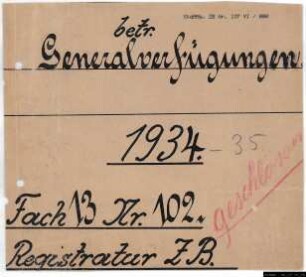 betr.
Generalverfügungen
1934. - 35
geschlossen
Fach 13 Nr. 102.
Registratur Z.B.